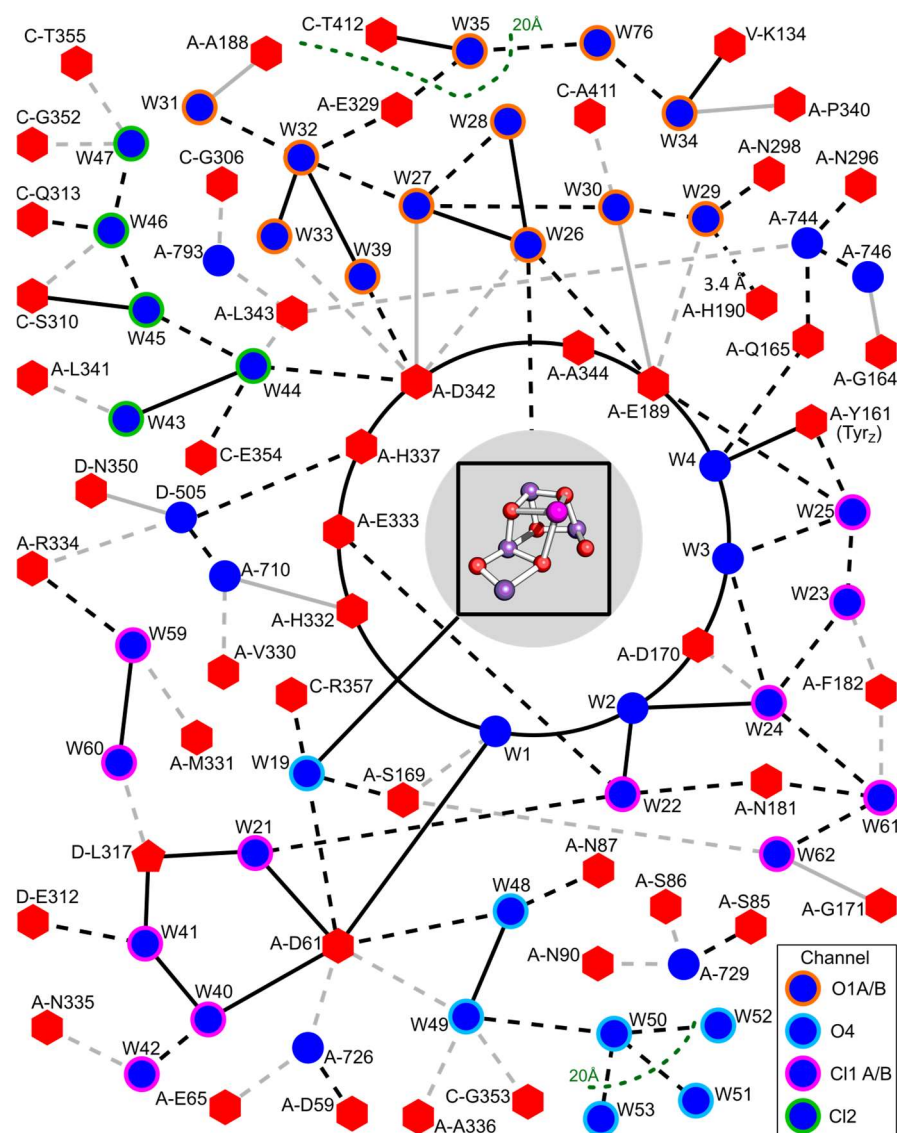 C-T412
W35
20Å
W76
V-K134
C-T355
A-A188
C-A411
W31
A-E329
W28
A-P340
C-G352
W34
W32
A-N298
W47
C-G306
W27
W30
W29
A-N296
C-Q313
A-744
W46
W33
W26
A-746
A-793
W39
3.4 Å
C-S310
A-L343
A-H190
W45
A-Q165
A-L341
W44
A-D342
A-A344
A-E189
A-G164
W43
A-Y161
(TyrZ)
C-E354
A-H337
W4
D-N350
D-505
W25
A-E333
A-R334
W3
A-710
W23
A-H332
W59
A-V330
C-R357
A-D170
A-F182
W2
W24
W60
A-M331
W19
W1
A-S169
W22
A-N181
W61
W21
W62
D-L317
A-N87
W48
A-S86
A-S85
A-G171
D-E312
W41
A-D61
A-N90
A-729
Channel
W40
O1A/B
A-N335
W49
W50
W52
O4
W42
A-726
20Å
Cl1 A/B
A-E65
C-G353
W51
A-D59
W53
Cl2
A-A336